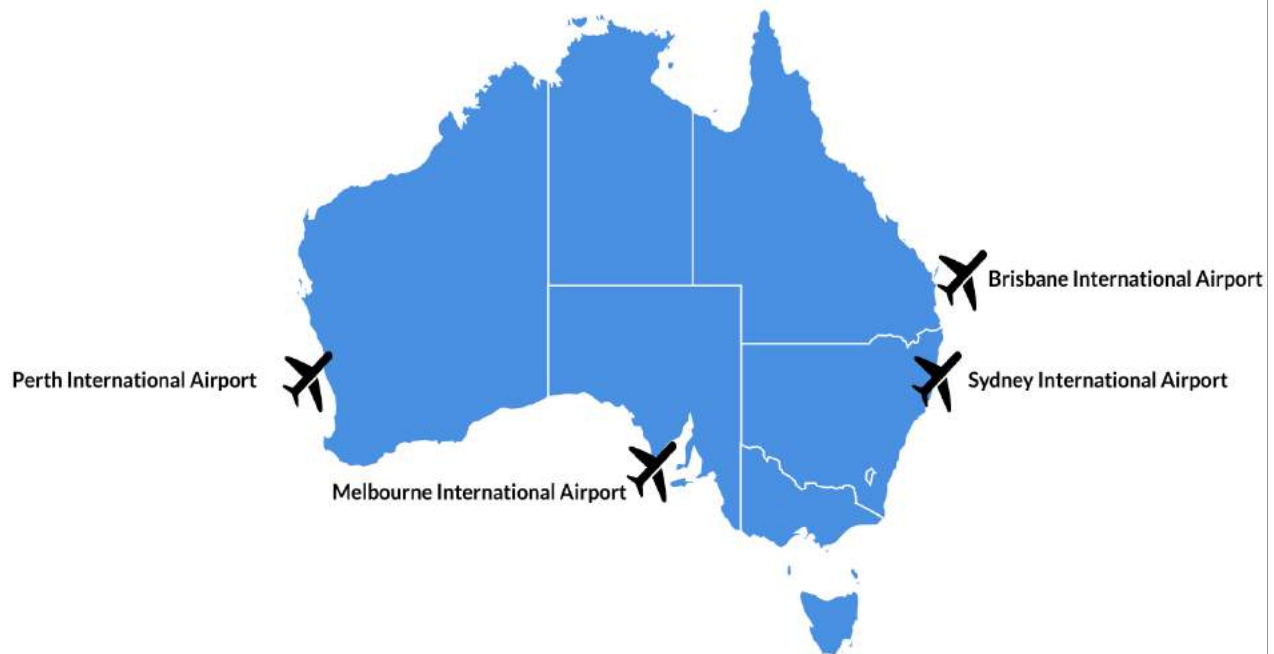 Brisbane International Airport
Perth International Airport
Sydney International Airport
Melbourne International Airport